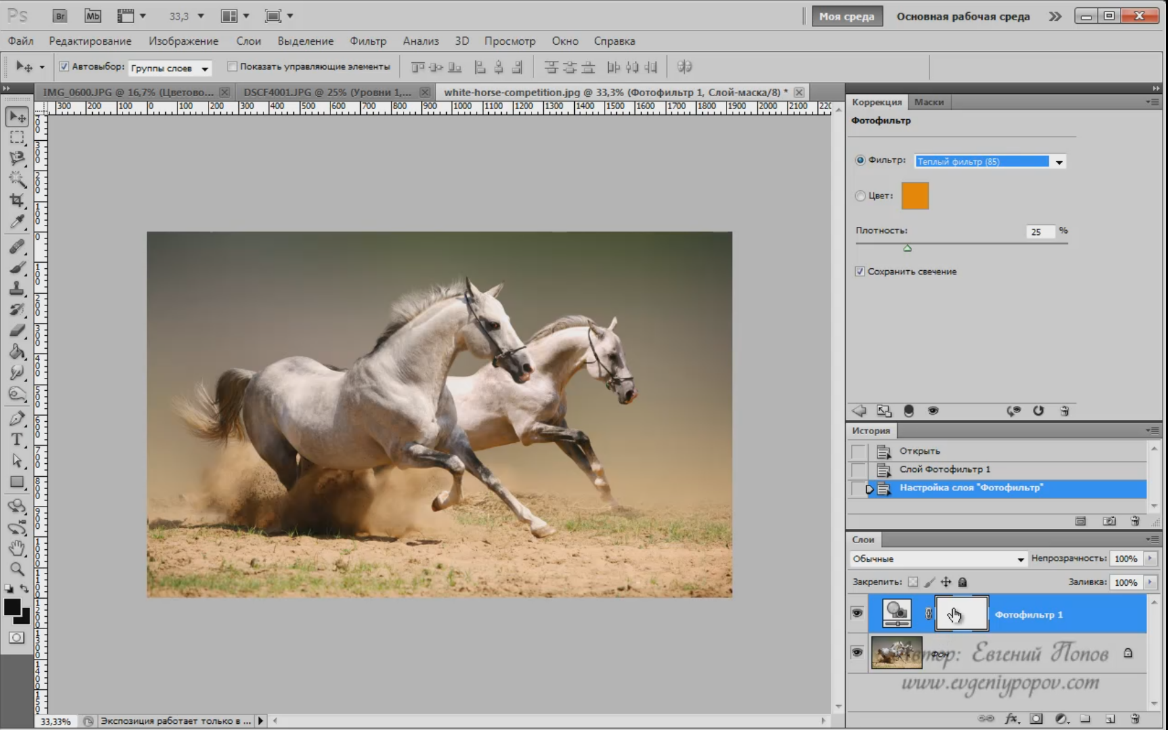 Ps Br Mb 33,3 Моя среда Основная рабочая среда
Файл Редактирование Изображение Слои Выделение Фильтр Анализ 3D Просмотр Окно Справка
Автовыбор: Группы слоев Показать управляющие элементы
IMG_0600.JPG @ 16,7% (Цветово... DSCF4001.JPG @ 25% (Уровни 1,... white-horse-competition.jpg @ 33,3% (Фотофильтр 1, Слой-маска/8) *
300 200 100 0 100 200 300 400 500 600 700 800 900 1000 1100 1200 1300 1400 1500 1600 1700 1800 1900 2000 2100
Коррекция Маски
Фотофильтр
Фильтр: Теплый фильтр (85)
Цвет:
Плотность: 25 %
Сохранить свечение
История
Открыть
Слой Фотофильтр 1
Настройка слоя "Фотофильтр"
Слои
Обычные Непрозрачность: 100%
Закрепить: Заливка: 100%
Фотофильтр 1
Фон
Автор: Евгений Попов
www.evgeniypopov.com
33,33% Экспозиция работает только в ...